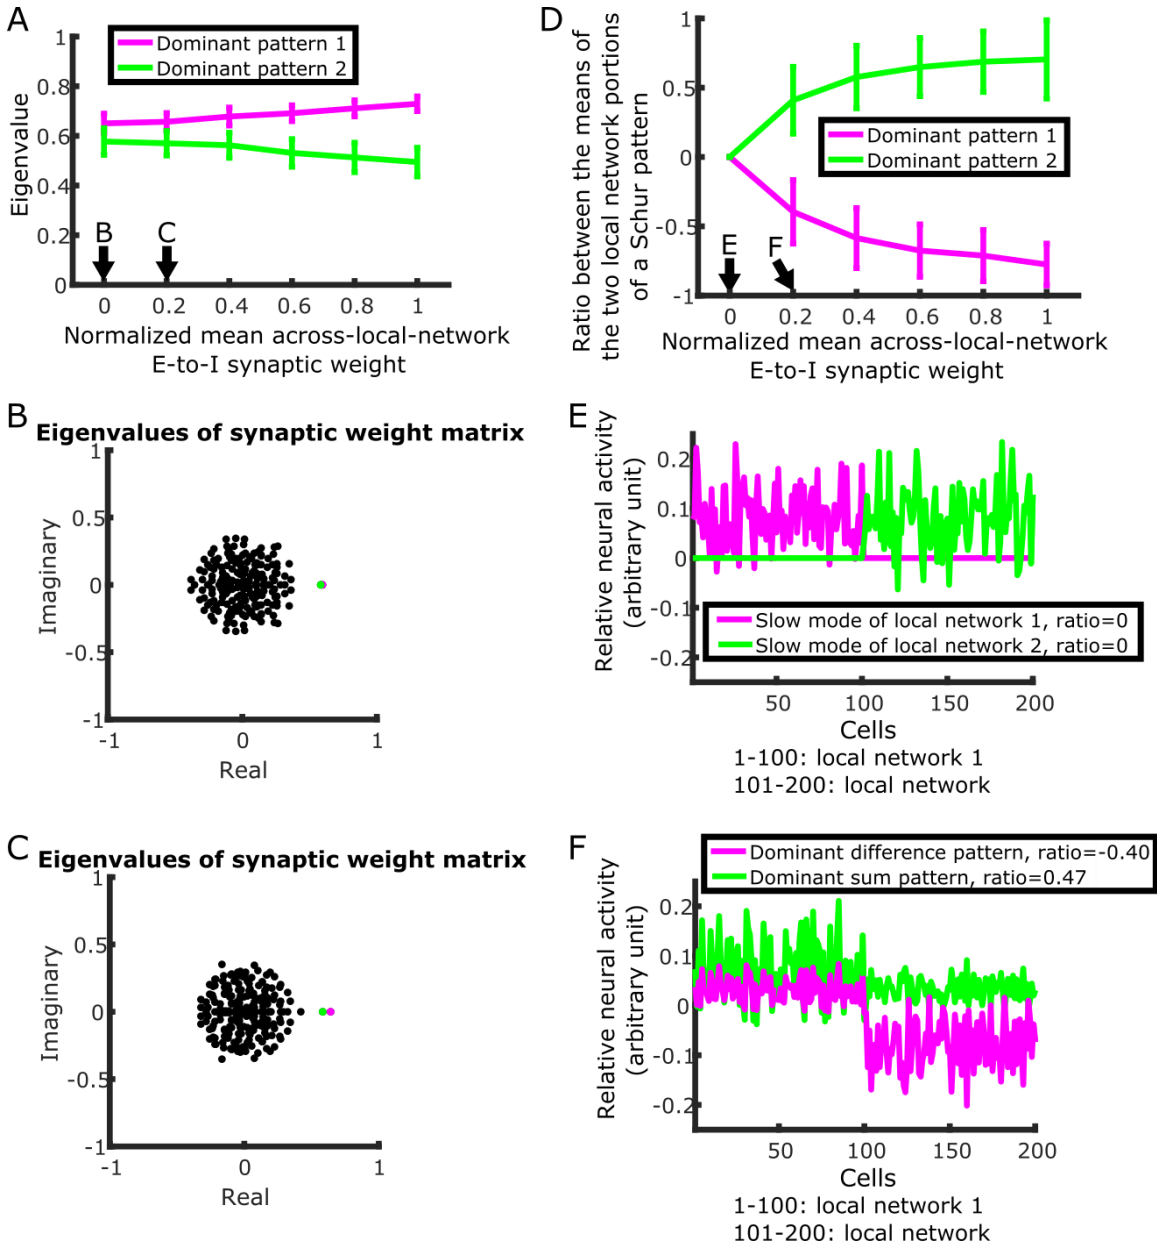 A
1
0.8
0.6
0.4
0.2
0
Eigenvalue
Dominant pattern 1
Dominant pattern 2
B
C
0 0.2 0.4 0.6 0.8 1
Normalized mean across-local-network
E-to-I synaptic weight
D
Ratio between the means of
the two local network portions
of a Schur pattern
1
0.5
0
-0.5
-1
Dominant pattern 1
Dominant pattern 2
E
F
0 0.2 0.4 0.6 0.8 1
Normalized mean across-local-network
E-to-I synaptic weight
B
Eigenvalues of synaptic weight matrix
Imaginary
1
0.5
0
-0.5
-1
-1 0 1
Real
E
Relative neural activity
(arbitrary unit)
0.2
0.1
0
-0.1
-0.2
Slow mode of local network 1, ratio=0
Slow mode of local network 2, ratio=0
50 100 150 200
Cells
1-100: local network 1
101-200: local network
C
Eigenvalues of synaptic weight matrix
Imaginary
1
0.5
0
-0.5
-1
-1 0 1
Real
F
Dominant difference pattern, ratio=-0.40
Dominant sum pattern, ratio=0.47
Relative neural activity
(arbitrary unit)
0.2
0.1
0
-0.1
-0.2
50 100 150 200
Cells
1-100: local network 1
101-200: local network